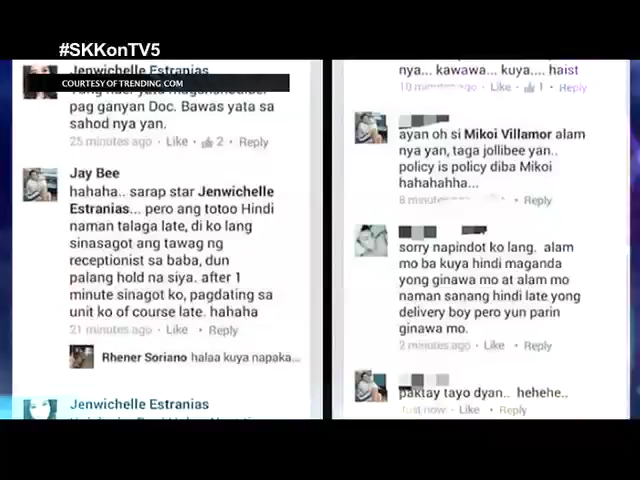 #SKKonTV5
COURTESY OF TRENDING.COM
Jenwichelle Estranias
pag ganyan Doc. Bawas yata sa
sahod nya yan.
25 minutes ago · Like · 2 · Reply
Jay Bee
hahaha.. sarap star Jenwichelle
Estranias... pero ang totoo Hindi
naman talaga late, di ko lang
sinasagot ang tawag ng
receptionist sa baba, dun
palang hold na siya. after 1
minute sinagot ko, pagdating sa
unit ko of course late. hahaha
21 minutes ago · Like · Reply
Rhener Soriano halaa kuya napaka...
Jenwichelle Estranias
nya... kawawa... kuya.... haist
10 minutes ago · Like · 1 · Reply
ayan oh si Mikoi Villamor alam
nya yan, taga jollibee yan..
policy is policy diba Mikoi
hahahahha...
8 minutes · Reply
sorry napindot ko lang. alam
mo ba kuya hindi maganda
yong ginawa mo at alam mo
naman sanang hindi late yong
delivery boy pero yun parin
ginawa mo.
2 minutes ago · Like · Reply
paktay tayo dyan.. hehehe..
Just now · Like · Reply